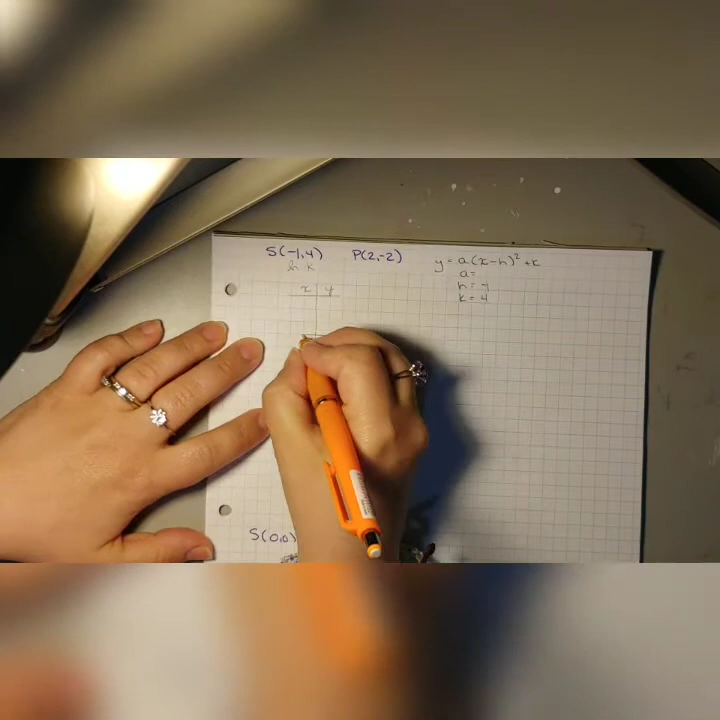 S(-1,4) P(2,-2) y = a(x-h)² + k
h k a=
x y h = -1
k = 4
S(0,0)